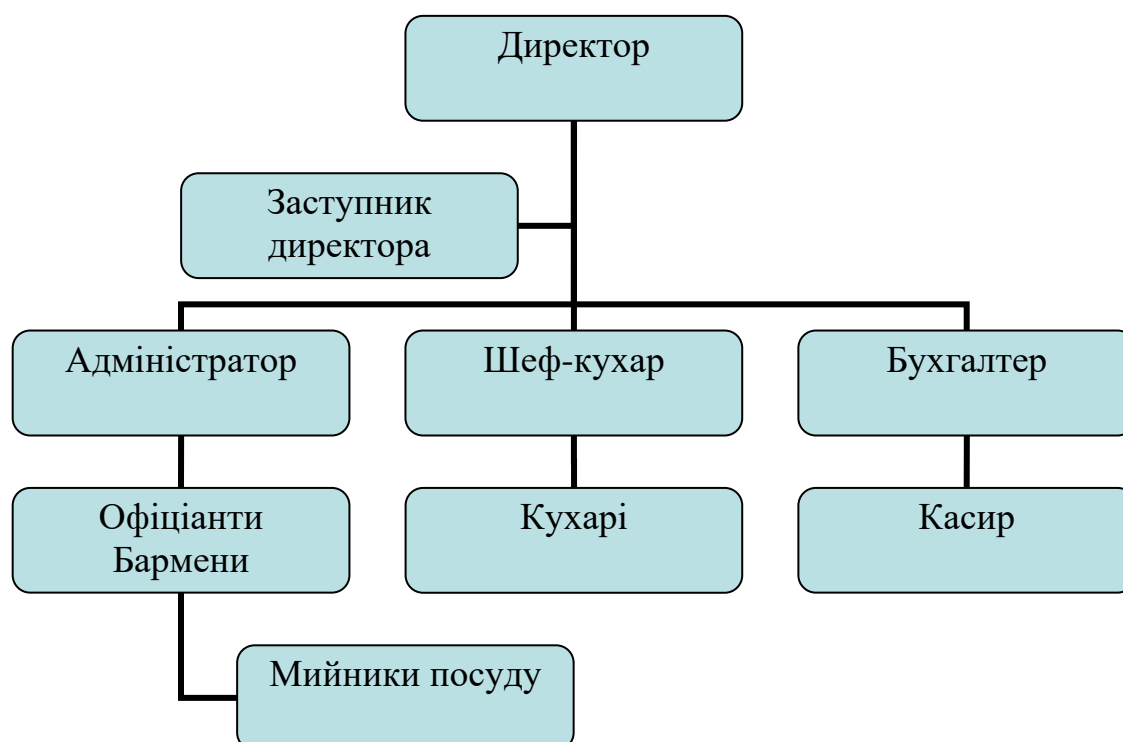 Директор
Заступник
директора
Адміністратор
Шеф-кухар
Бухгалтер
Офіціанти
Бармени
Кухарі
Касир
Мийники посуду